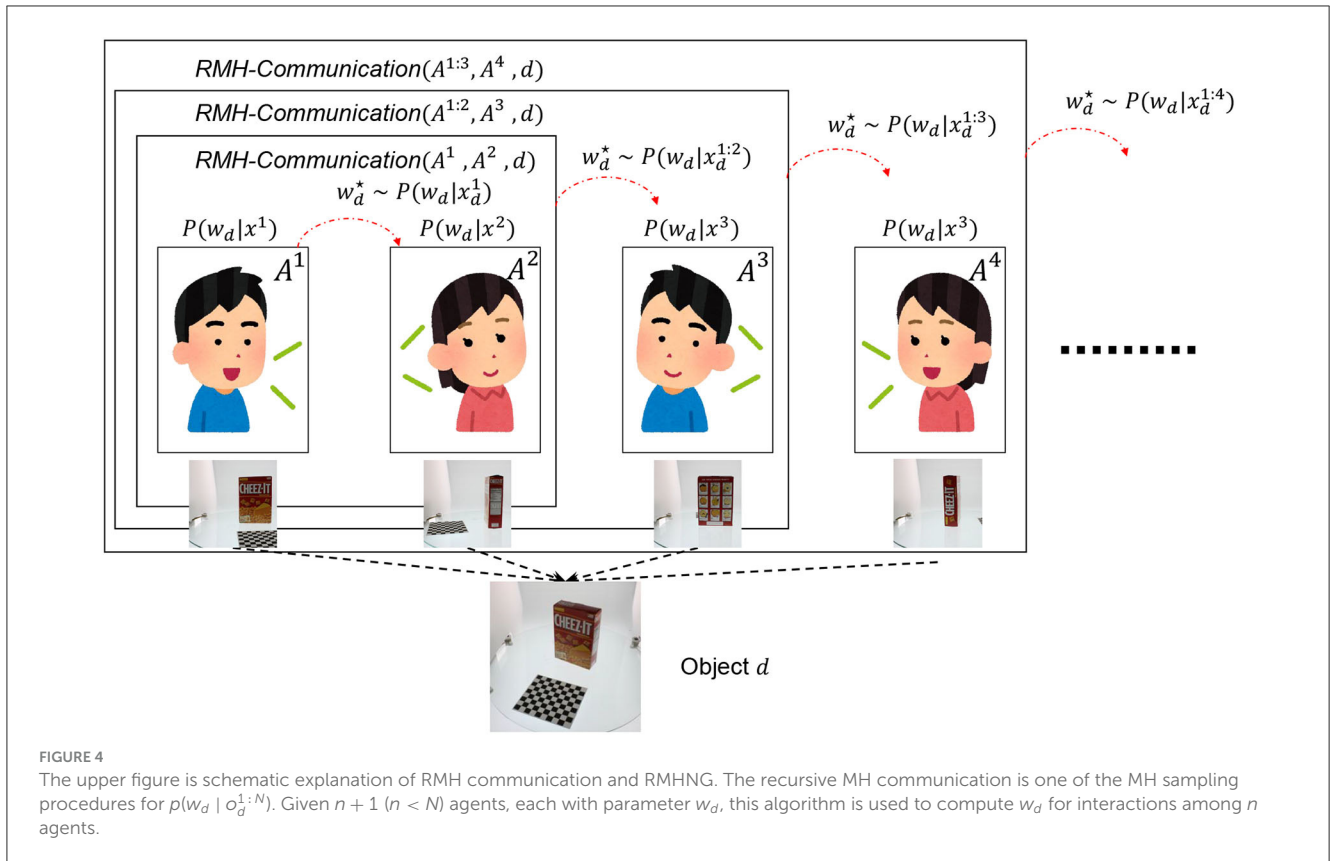 RMH-Communication(A^{1:3}, A^4, d)
RMH-Communication(A^{1:2}, A^3, d)
RMH-Communication(A^1, A^2, d)
w_d^⋆ ~ P(w_d|x_d^1)
w_d^⋆ ~ P(w_d|x_d^{1:2})
w_d^⋆ ~ P(w_d|x_d^{1:3})
w_d^⋆ ~ P(w_d|x_d^{1:4})
P(w_d|x^1) P(w_d|x^2) P(w_d|x^3) P(w_d|x^3)
A^1 A^2 A^3 A^4
CHEEZ-IT
CHEEZ-IT
CHEEZ-IT
Object d
FIGURE 4
The upper figure is schematic explanation of RMH communication and RMHNG. The recursive MH communication is one of the MH sampling
procedures for p(w_d | o_d^{1:N}). Given n + 1 (n < N) agents, each with parameter w_d, this algorithm is used to compute w_d for interactions among n
agents.